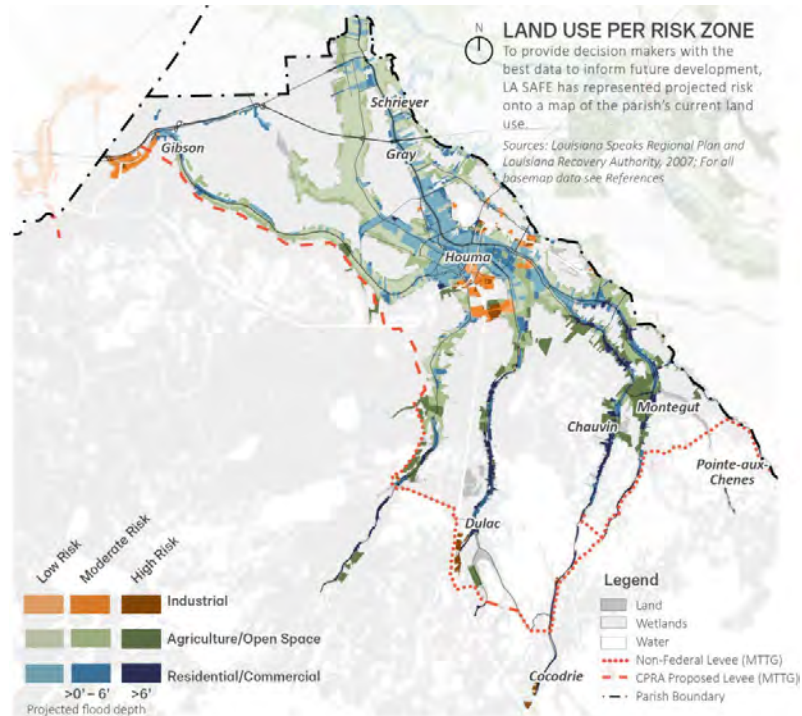 N
LAND USE PER RISK ZONE
To provide decision makers with the
best data to inform future development,
LA SAFE has represented projected risk
onto a map of the parish's current land
use.
Sources: Louisiana Speaks Regional Plan and
Louisiana Recovery Authority, 2007; For all
basemap data see References
Schriever
Gibson
Gray
Houma
Montegut
Chauvin
Pointe-aux-
Chenes
Dulac
Cocodrie
Low Risk
Moderate Risk
High Risk
Industrial
Agriculture/Open Space
Residential/Commercial
>0' – 6'
>6'
Projected flood depth
Legend
Land
Wetlands
Water
Non-Federal Levee (MTTG)
CPRA Proposed Levee (MTTG)
Parish Boundary